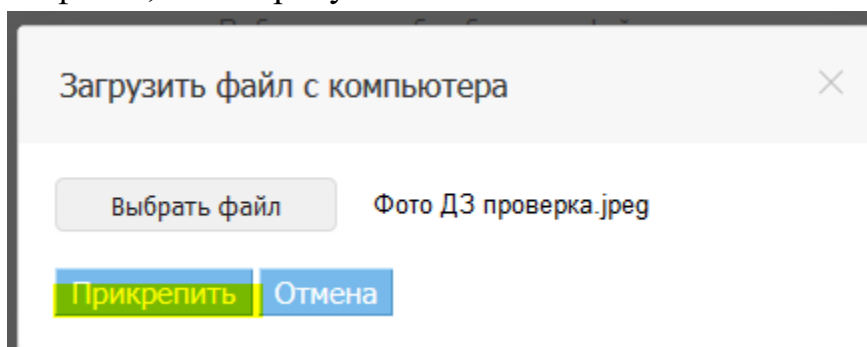 Загрузить файл с компьютера
Выбрать файл Фото ДЗ проверка.jpeg
Прикрепить Отмена